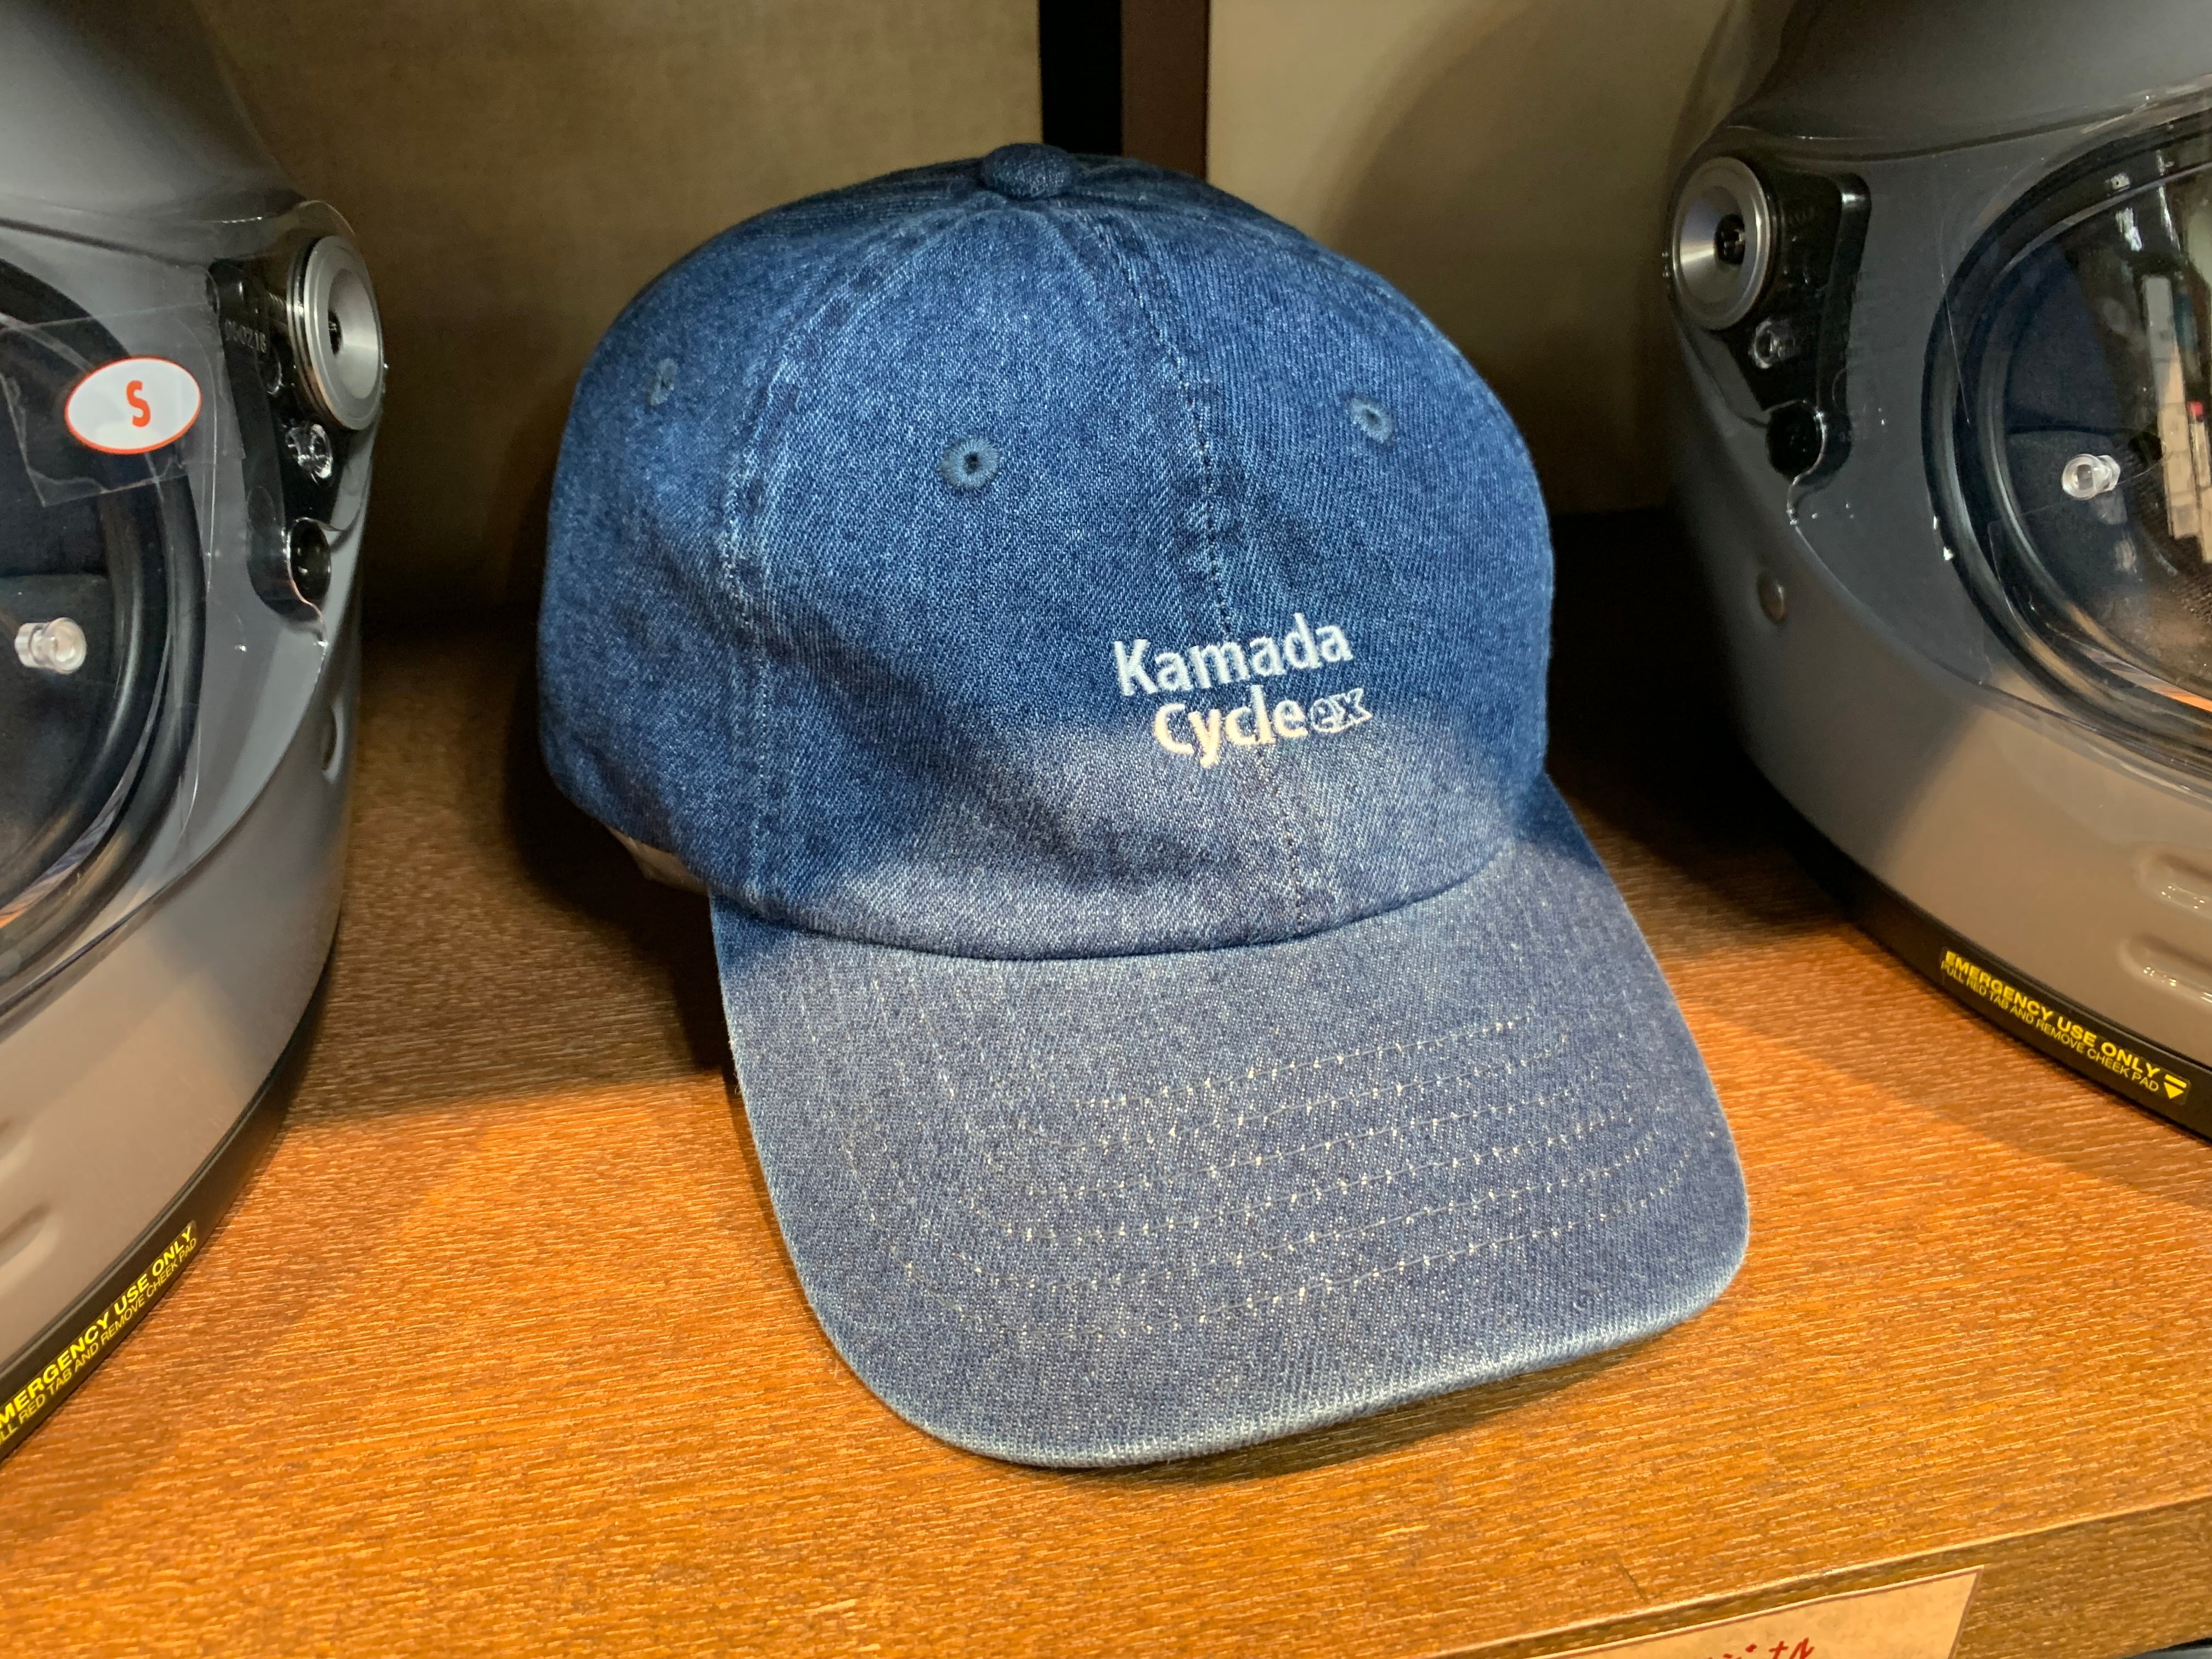 S
Kamada
Cycle ex
EMERGENCY USE ONLY
PULL RED TAB AND REMOVE CHEEK PAD
EMERGENCY USE ONLY
PULL RED TAB AND REMOVE CHEEK PAD